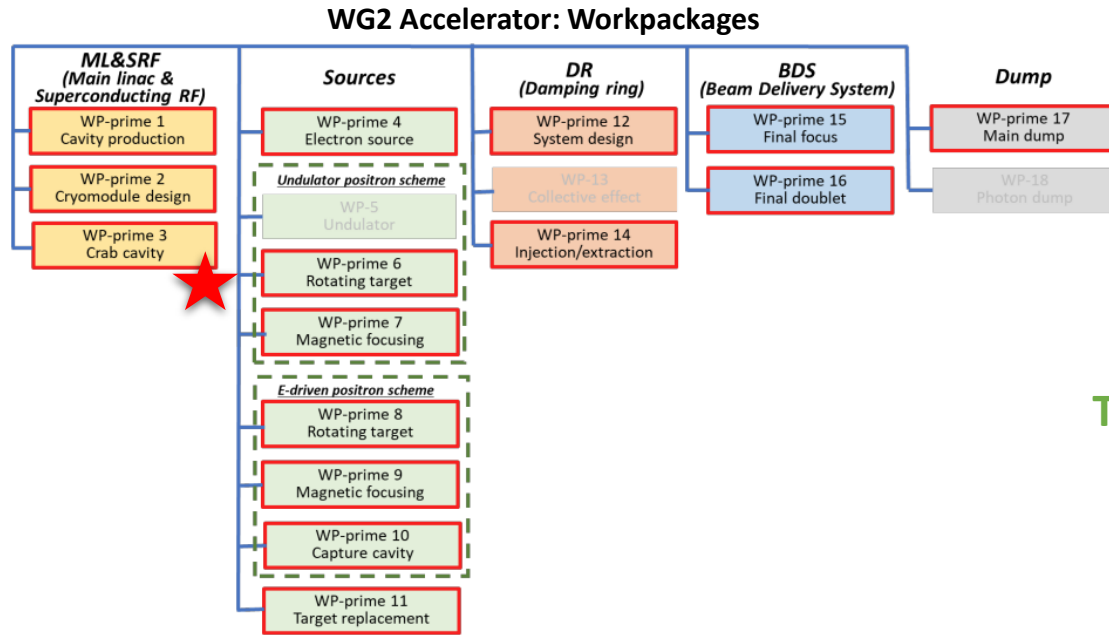 WG2 Accelerator: Workpackages
ML&SRF
(Main linac &
Superconducting RF)
WP-prime 1
Cavity production
WP-prime 2
Cryomodule design
WP-prime 3
Crab cavity
Sources
WP-prime 4
Electron source
Undulator positron scheme
WP-5
Undulator
WP-prime 6
Rotating target
WP-prime 7
Magnetic focusing
E-driven positron scheme
WP-prime 8
Rotating target
WP-prime 9
Magnetic focusing
WP-prime 10
Capture cavity
WP-prime 11
Target replacement
DR
(Damping ring)
WP-prime 12
System design
WP-13
Collective effect
WP-prime 14
Injection/extraction
BDS
(Beam Delivery System)
WP-prime 15
Final focus
WP-prime 16
Final doublet
Dump
WP-prime 17
Main dump
WP-18
Photon dump
T